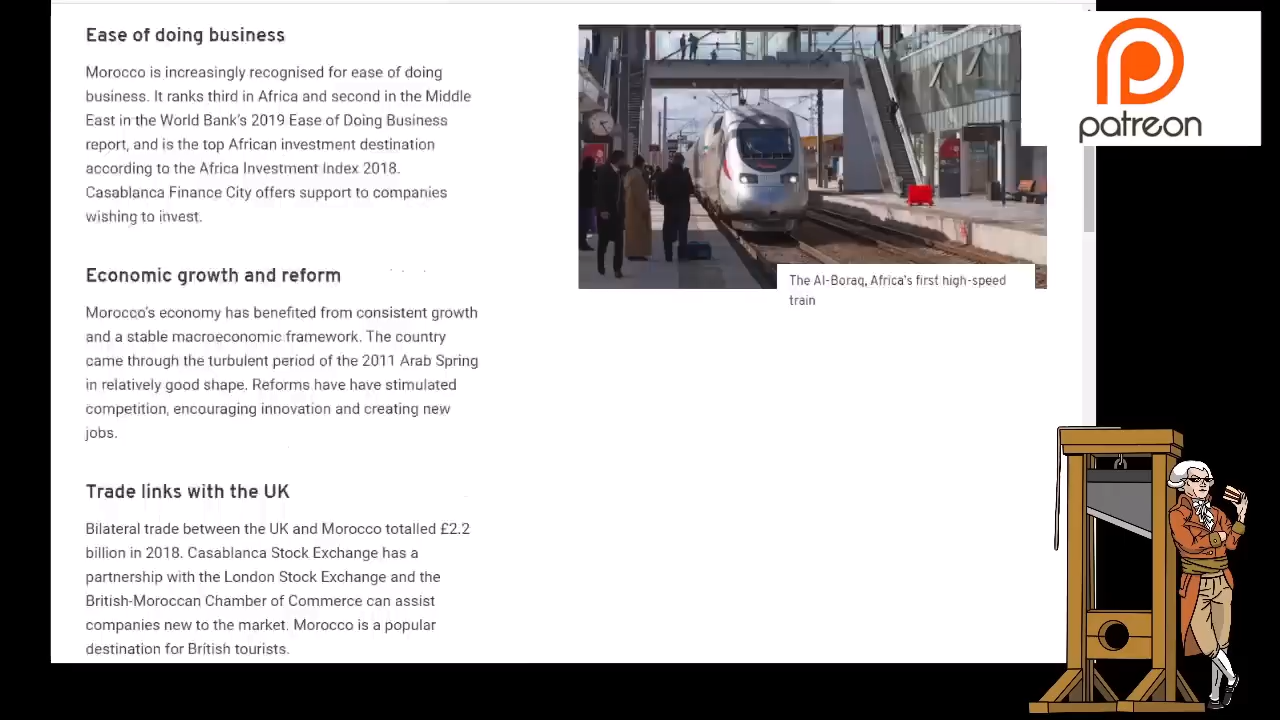 Ease of doing business
Morocco is increasingly recognised for ease of doing
business. It ranks third in Africa and second in the Middle
East in the World Bank's 2019 Ease of Doing Business
report, and is the top African investment destination
according to the Africa Investment Index 2018.
Casablanca Finance City offers support to companies
wishing to invest.
Economic growth and reform
Morocco's economy has benefited from consistent growth
and a stable macroeconomic framework. The country
came through the turbulent period of the 2011 Arab Spring
in relatively good shape. Reforms have have stimulated
competition, encouraging innovation and creating new
jobs.
Trade links with the UK
Bilateral trade between the UK and Morocco totalled £2.2
billion in 2018. Casablanca Stock Exchange has a
partnership with the London Stock Exchange and the
British-Moroccan Chamber of Commerce can assist
companies new to the market. Morocco is a popular
destination for British tourists.
The Al-Boraq, Africa's first high-speed
train
patreon